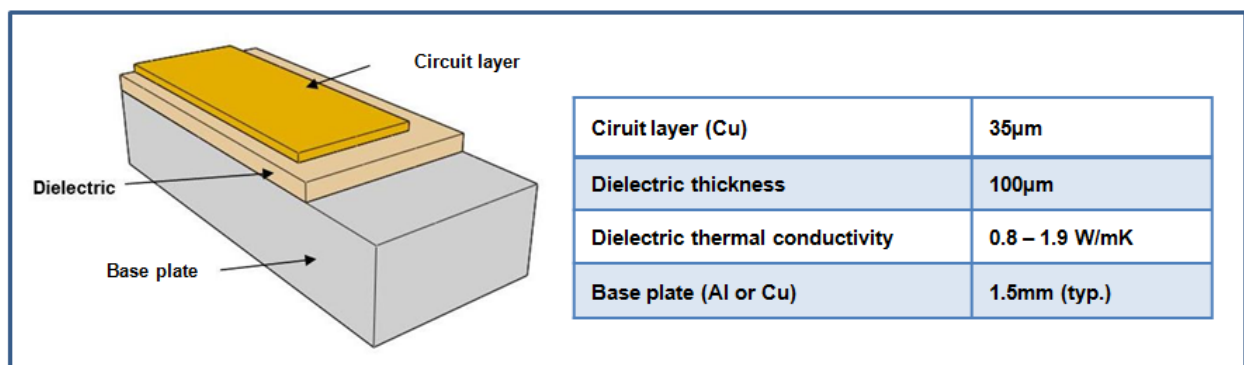 Circuit layer
Dielectric
Base plate
Ciruit layer (Cu) 35µm
Dielectric thickness 100µm
Dielectric thermal conductivity 0.8 – 1.9 W/mK
Base plate (Al or Cu) 1.5mm (typ.)